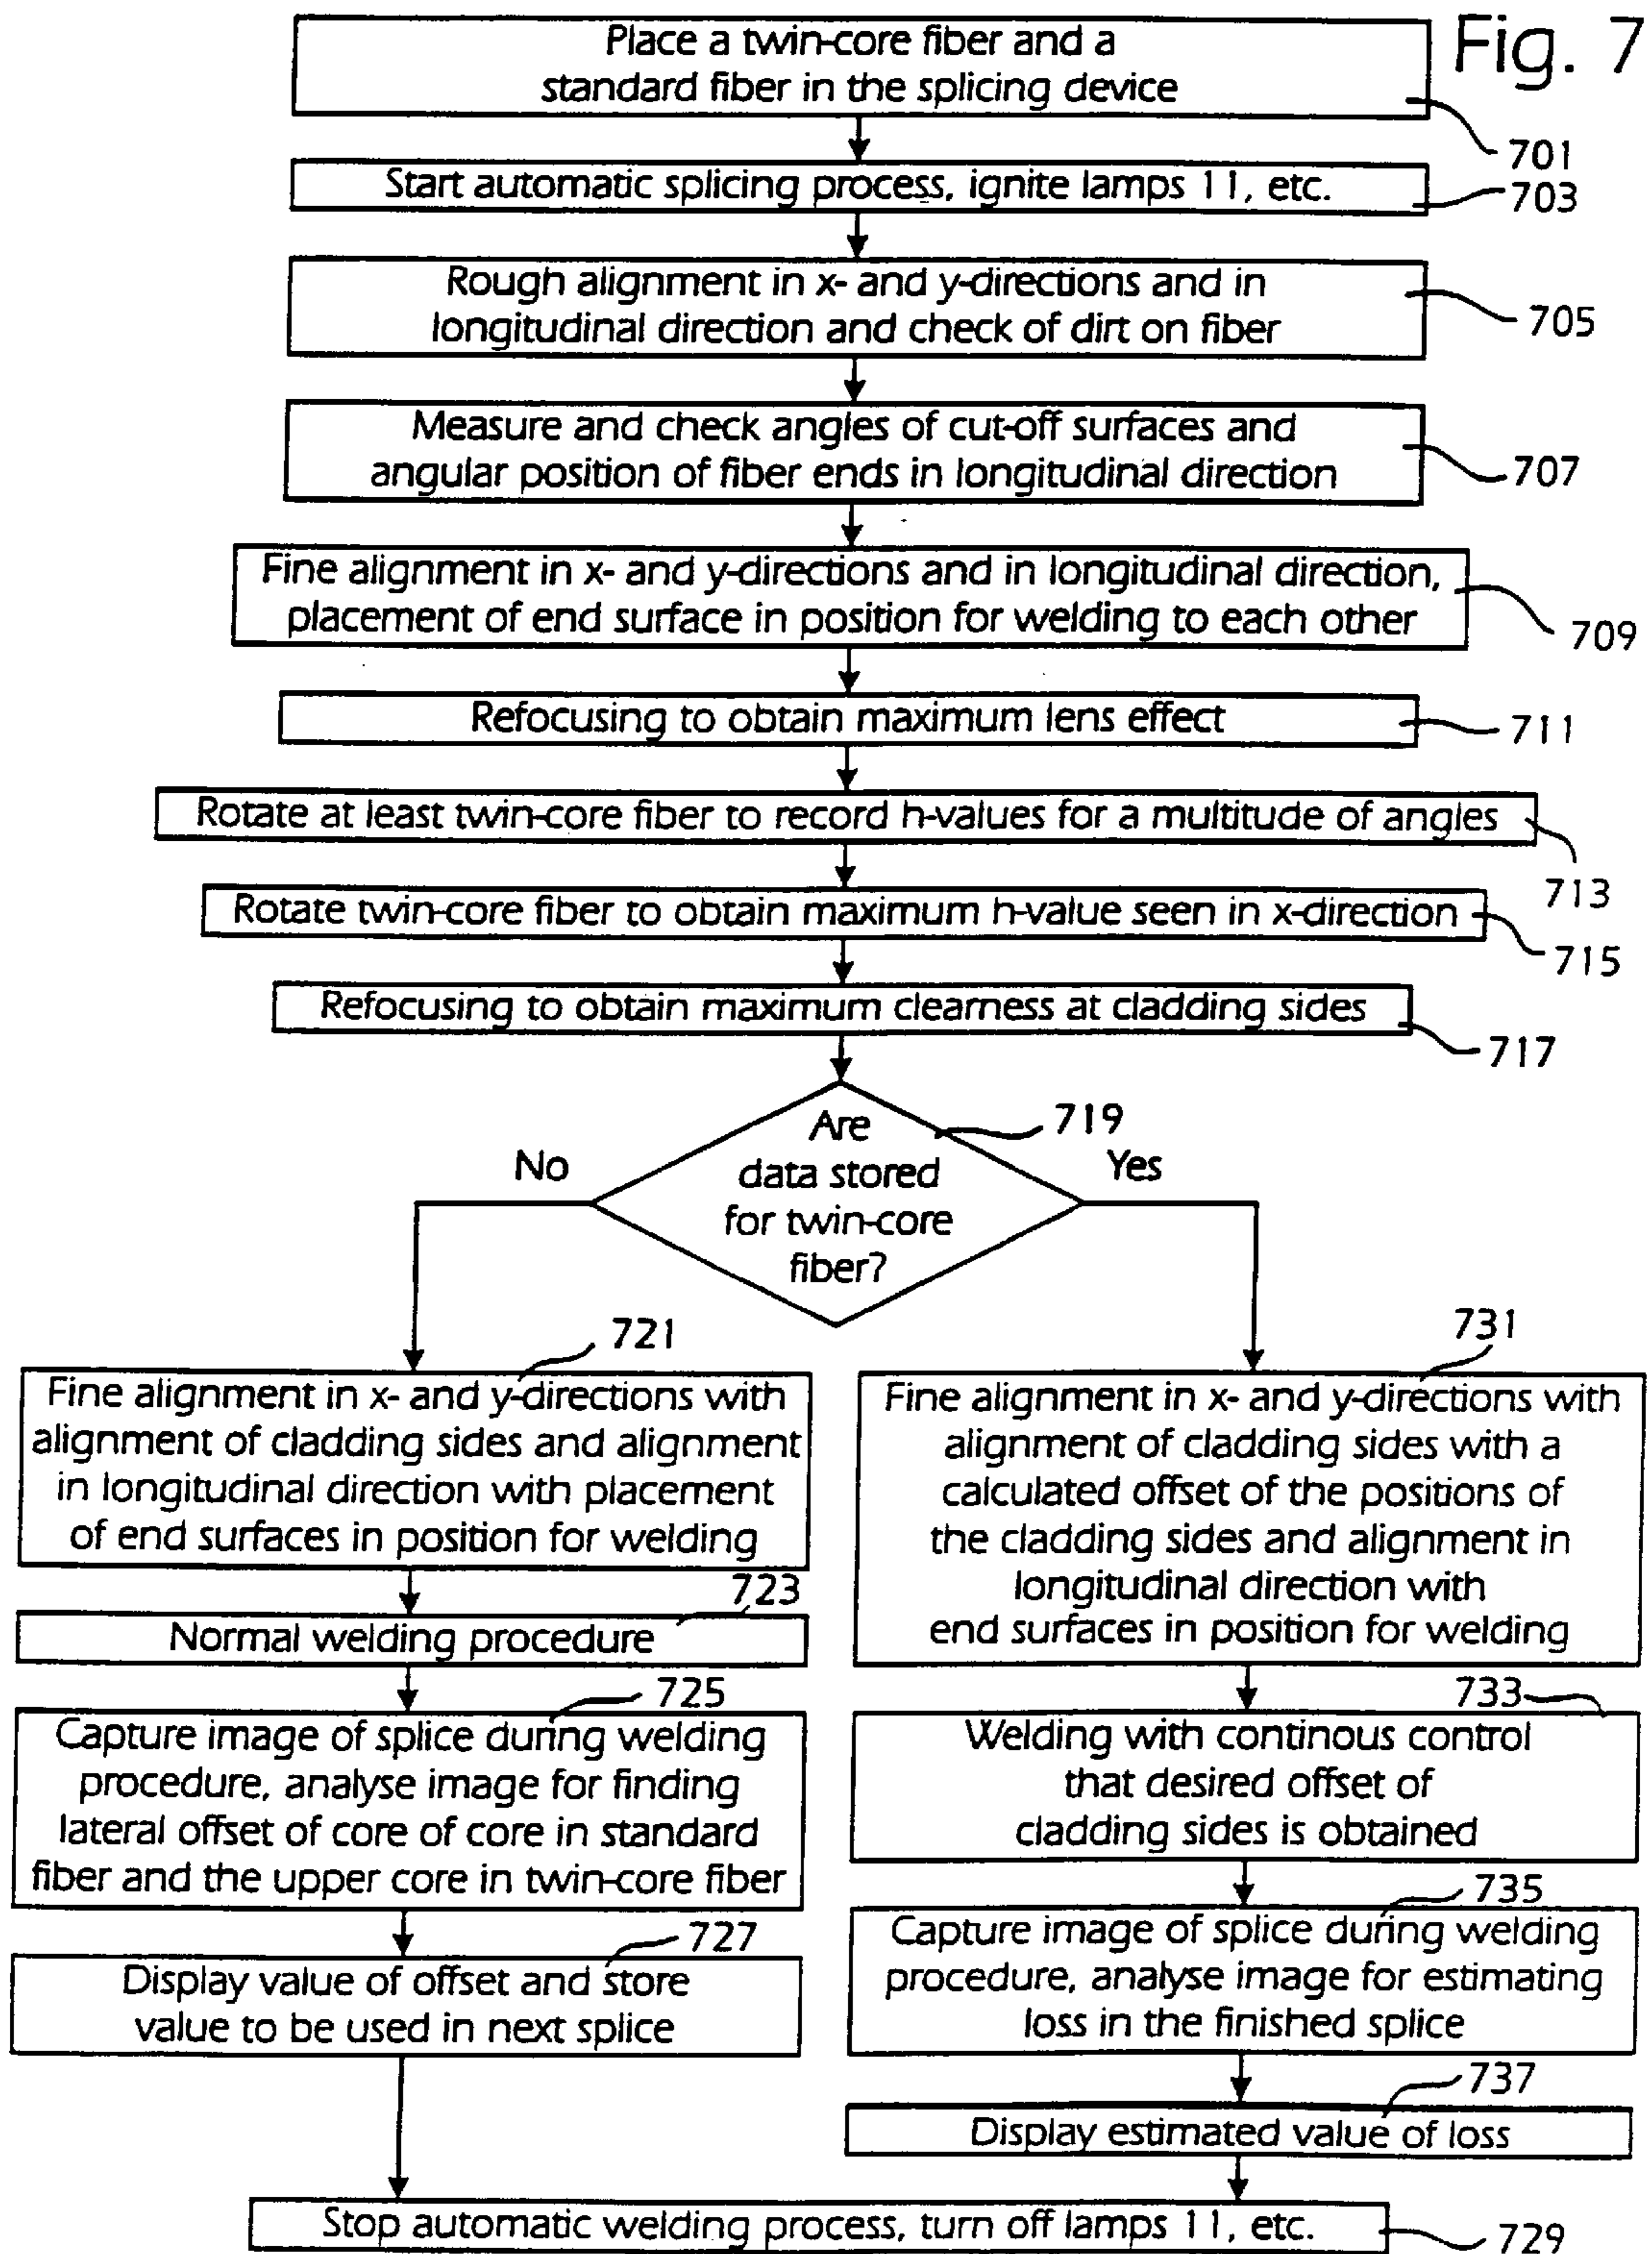 Fig. 7
Place a twin-core fiber and a
standard fiber in the splicing device
701
Start automatic splicing process, ignite lamps 11, etc.
703
Rough alignment in x- and y-directions and in
longitudinal direction and check of dirt on fiber
705
Measure and check angles of cut-off surfaces and
angular position of fiber ends in longitudinal direction
707
Fine alignment in x- and y-directions and in longitudinal direction,
placement of end surface in position for welding to each other
709
Refocusing to obtain maximum lens effect
711
Rotate at least twin-core fiber to record h-values for a multitude of angles
713
Rotate twin-core fiber to obtain maximum h-value seen in x-direction
715
Refocusing to obtain maximum clearness at cladding sides
717
Are
data stored
for twin-core
fiber?
719
No
Yes
721
Fine alignment in x- and y-directions with
alignment of cladding sides and alignment
in longitudinal direction with placement
of end surfaces in position for welding
723
Normal welding procedure
725
Capture image of splice during welding
procedure, analyse image for finding
lateral offset of core of core in standard
fiber and the upper core in twin-core fiber
727
Display value of offset and store
value to be used in next splice
731
Fine alignment in x- and y-directions with
alignment of cladding sides with a
calculated offset of the positions of
the cladding sides and alignment in
longitudinal direction with
end surfaces in position for welding
733
Welding with continous control
that desired offset of
cladding sides is obtained
735
Capture image of splice during welding
procedure, analyse image for estimating
loss in the finished splice
737
Display estimated value of loss
Stop automatic welding process, turn off lamps 11, etc.
729